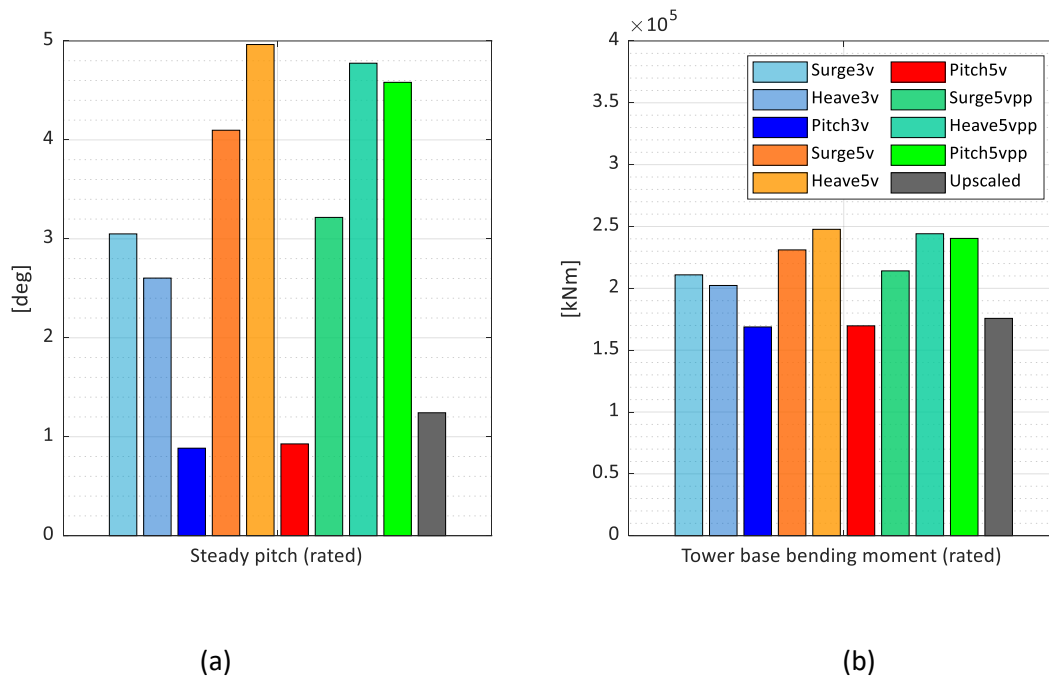 5
4
3
2
1
0
[deg]
Steady pitch (rated)
(a)
×10⁵
4
3.5
3
2.5
2
1.5
1
0.5
0
[kNm]
Surge3v
Heave3v
Pitch3v
Surge5v
Heave5v
Pitch5v
Surge5vpp
Heave5vpp
Pitch5vpp
Upscaled
Tower base bending moment (rated)
(b)